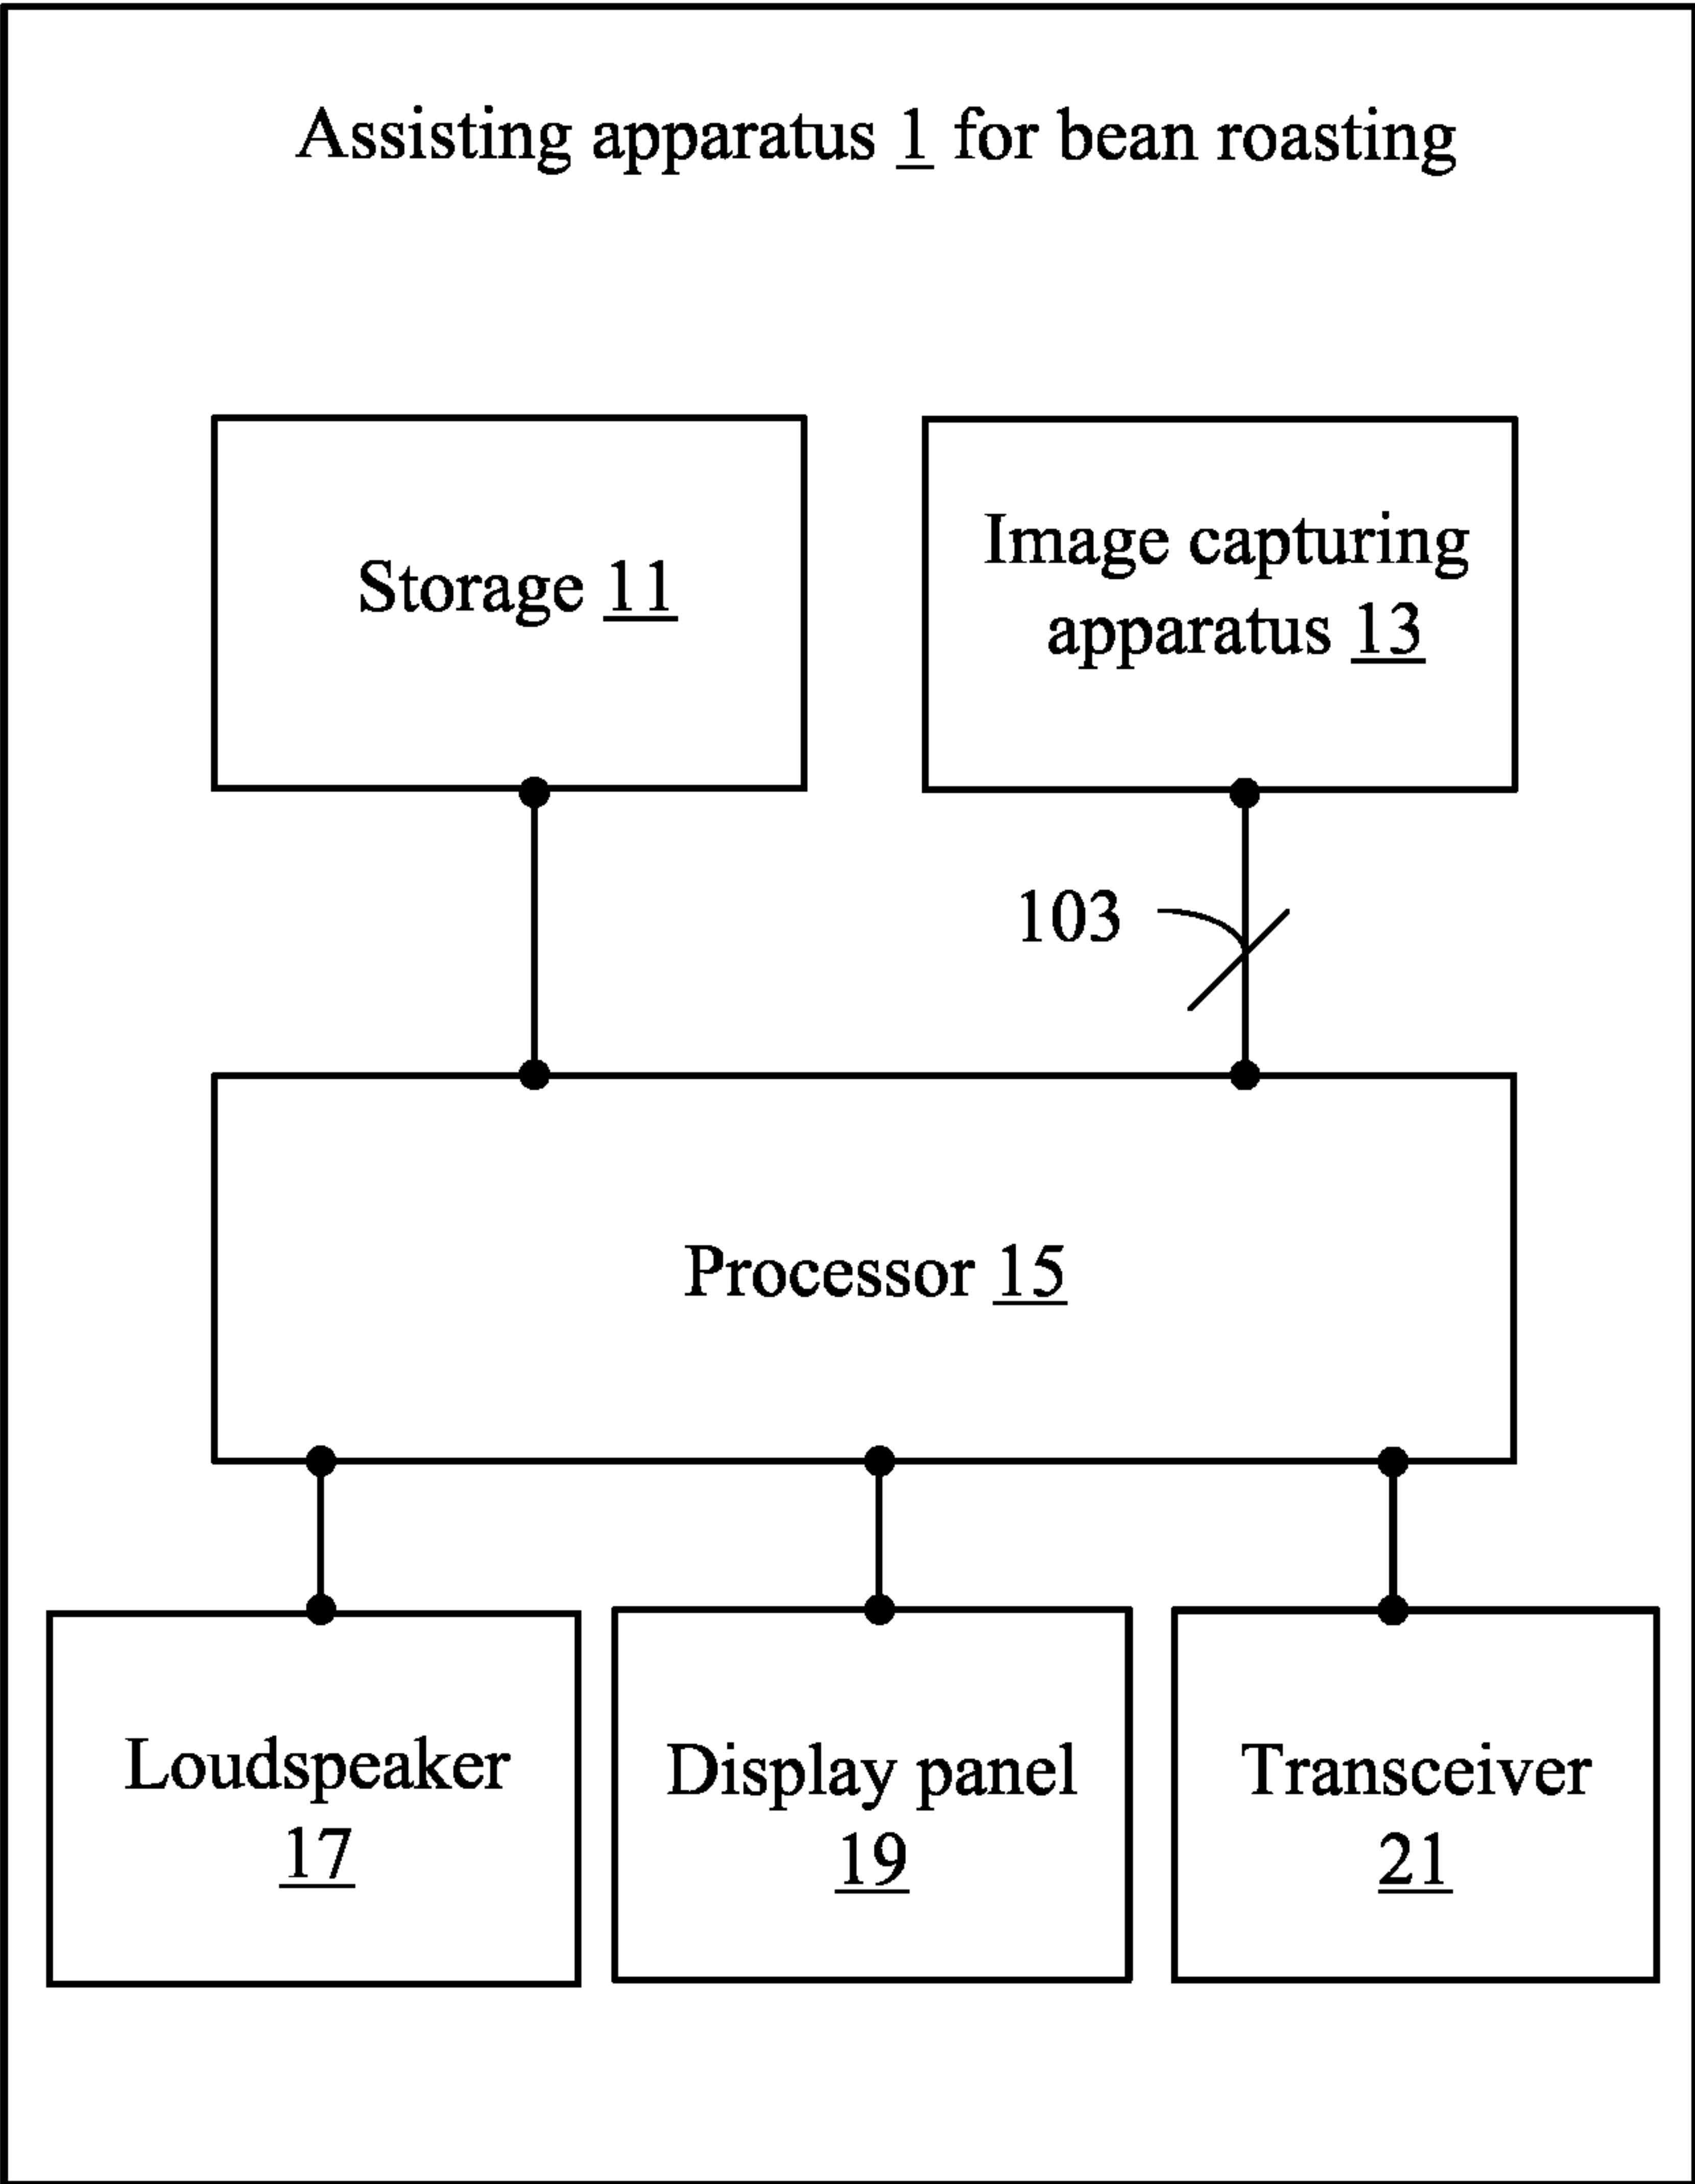 Assisting apparatus 1 for bean roasting
Storage 11
Image capturing
apparatus 13
103
Processor 15
Loudspeaker
17
Display panel
19
Transceiver
21